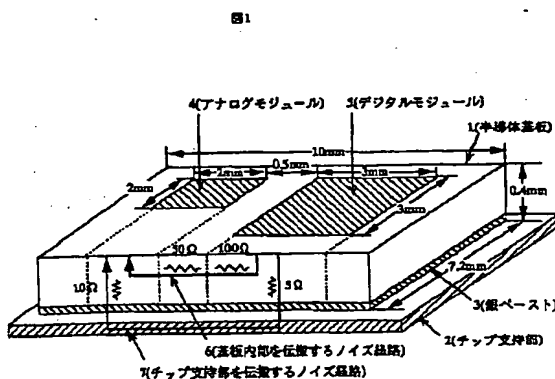 図1
4(アナログモジュール)
5(デジタルモジュール)
1(半導体基板)
10mm
2mm
0.5mm
3mm
2mm
3mm
0.4mm
50Ω
100Ω
10Ω
5Ω
7.2mm
3(銀ペースト)
2(チップ支持部)
6(基板内部を伝搬するノイズ経路)
7(チップ支持部を伝搬するノイズ経路)